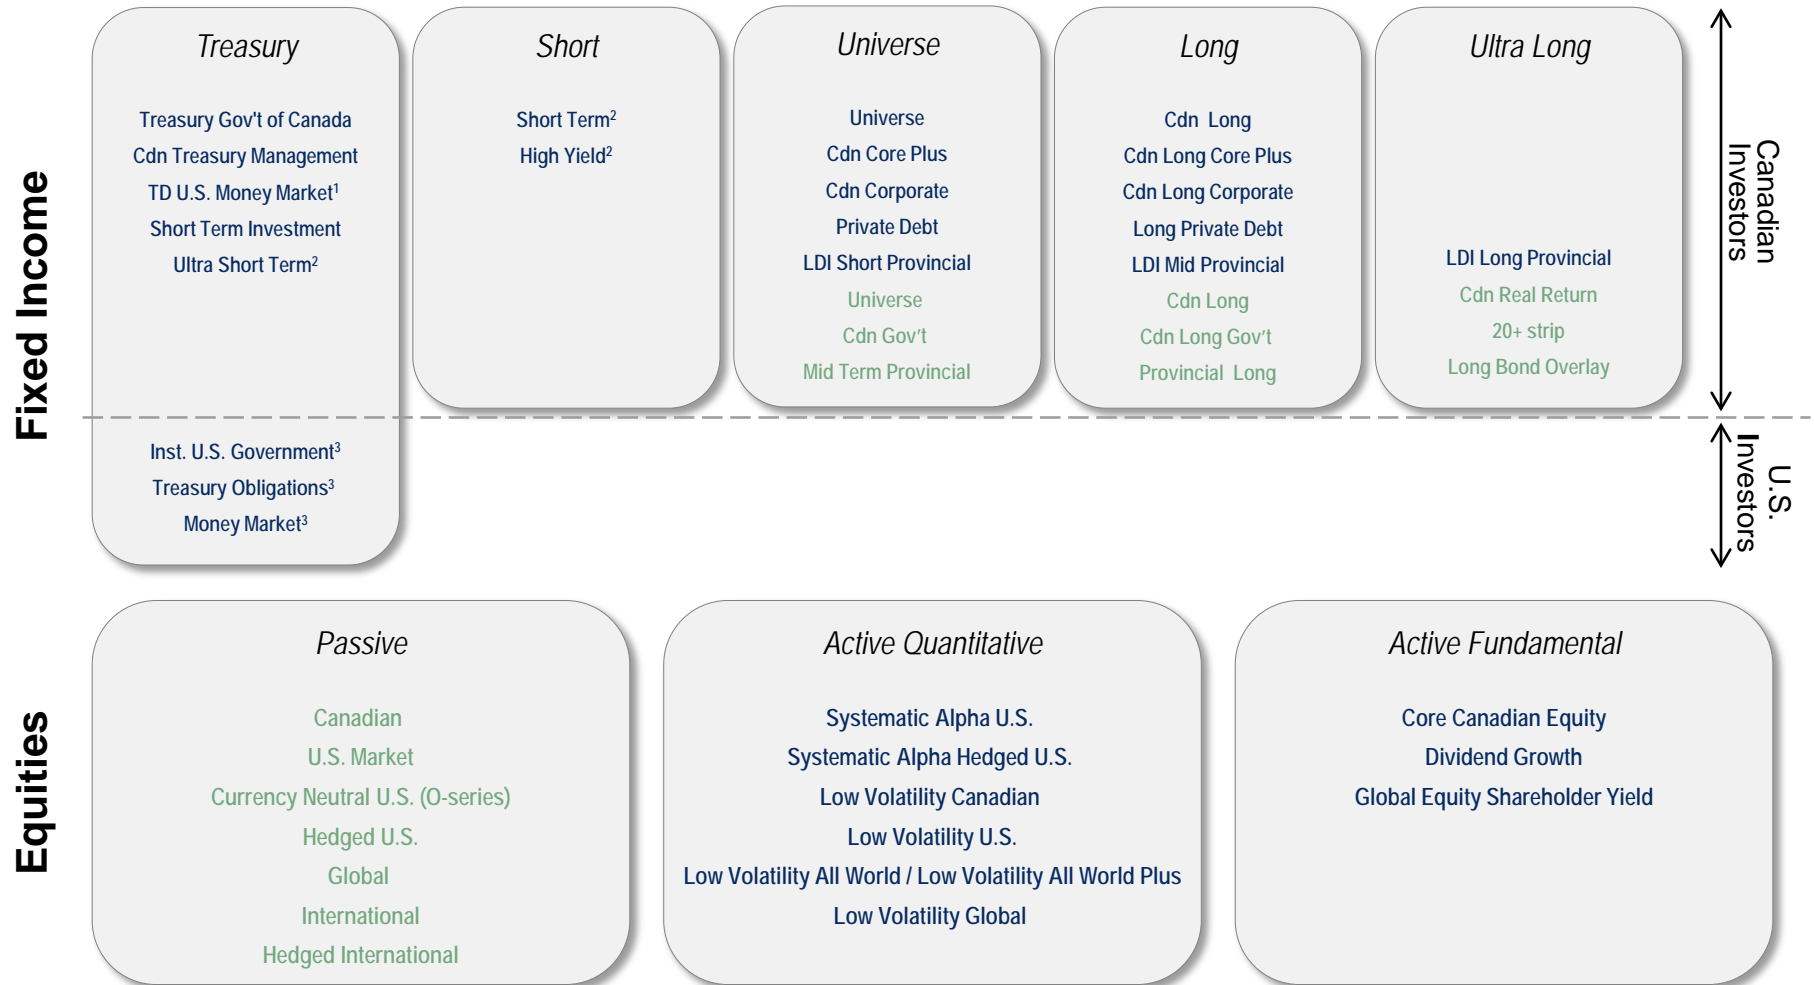 Fixed Income
Treasury
Treasury Gov't of Canada
Cdn Treasury Management
TD U.S. Money Market¹
Short Term Investment
Ultra Short Term²
Inst. U.S. Government³
Treasury Obligations³
Money Market³
Short
Short Term²
High Yield²
Universe
Universe
Cdn Core Plus
Cdn Corporate
Private Debt
LDI Short Provincial
Universe
Cdn Gov't
Mid Term Provincial
Long
Cdn Long
Cdn Long Core Plus
Cdn Long Corporate
Long Private Debt
LDI Mid Provincial
Cdn Long
Cdn Long Gov't
Provincial Long
Ultra Long
LDI Long Provincial
Cdn Real Return
20+ strip
Long Bond Overlay
Canadian
Investors
U.S.
Investors
Equities
Passive
Canadian
U.S. Market
Currency Neutral U.S. (O-series)
Hedged U.S.
Global
International
Hedged International
Active Quantitative
Systematic Alpha U.S.
Systematic Alpha Hedged U.S.
Low Volatility Canadian
Low Volatility U.S.
Low Volatility All World / Low Volatility All World Plus
Low Volatility Global
Active Fundamental
Core Canadian Equity
Dividend Growth
Global Equity Shareholder Yield